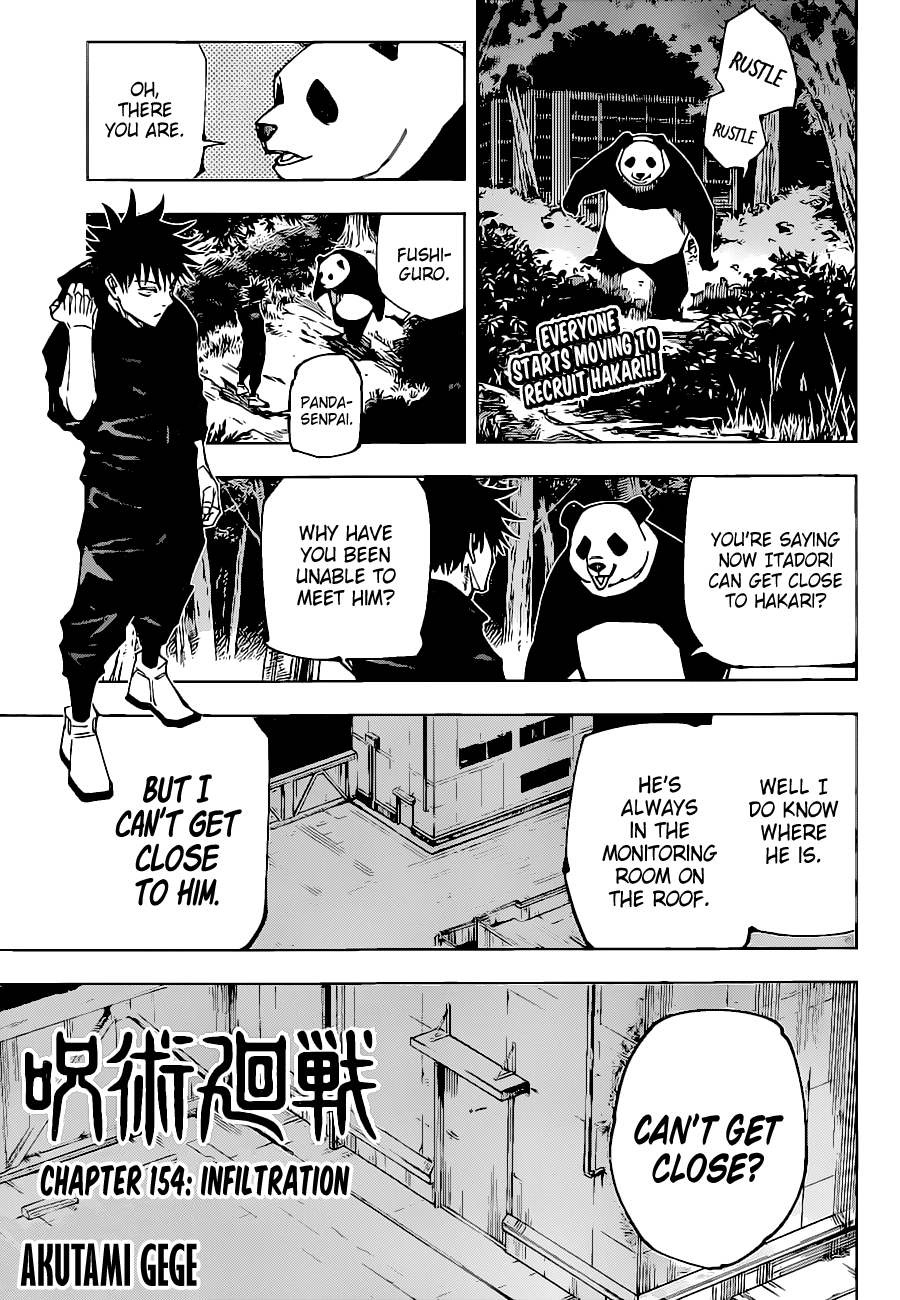 RUSTLE
RUSTLE
EVERYONE
STARTS MOVING TO
RECRUIT HAKARI!!
OH,
THERE
YOU ARE.
FUSHI-
GURO.
PANDA-
SENPAI.
YOU'RE SAYING
NOW ITADORI
CAN GET CLOSE
TO HAKARI?
WHY HAVE
YOU BEEN
UNABLE TO
MEET HIM?
WELL I
DO KNOW
WHERE
HE IS.
HE'S
ALWAYS
IN THE
MONITORING
ROOM ON
THE ROOF.
BUT I
CAN'T GET
CLOSE
TO HIM.
CAN'T GET
CLOSE?
呪術廻戦
CHAPTER 154: INFILTRATION
AKUTAMI GEGE